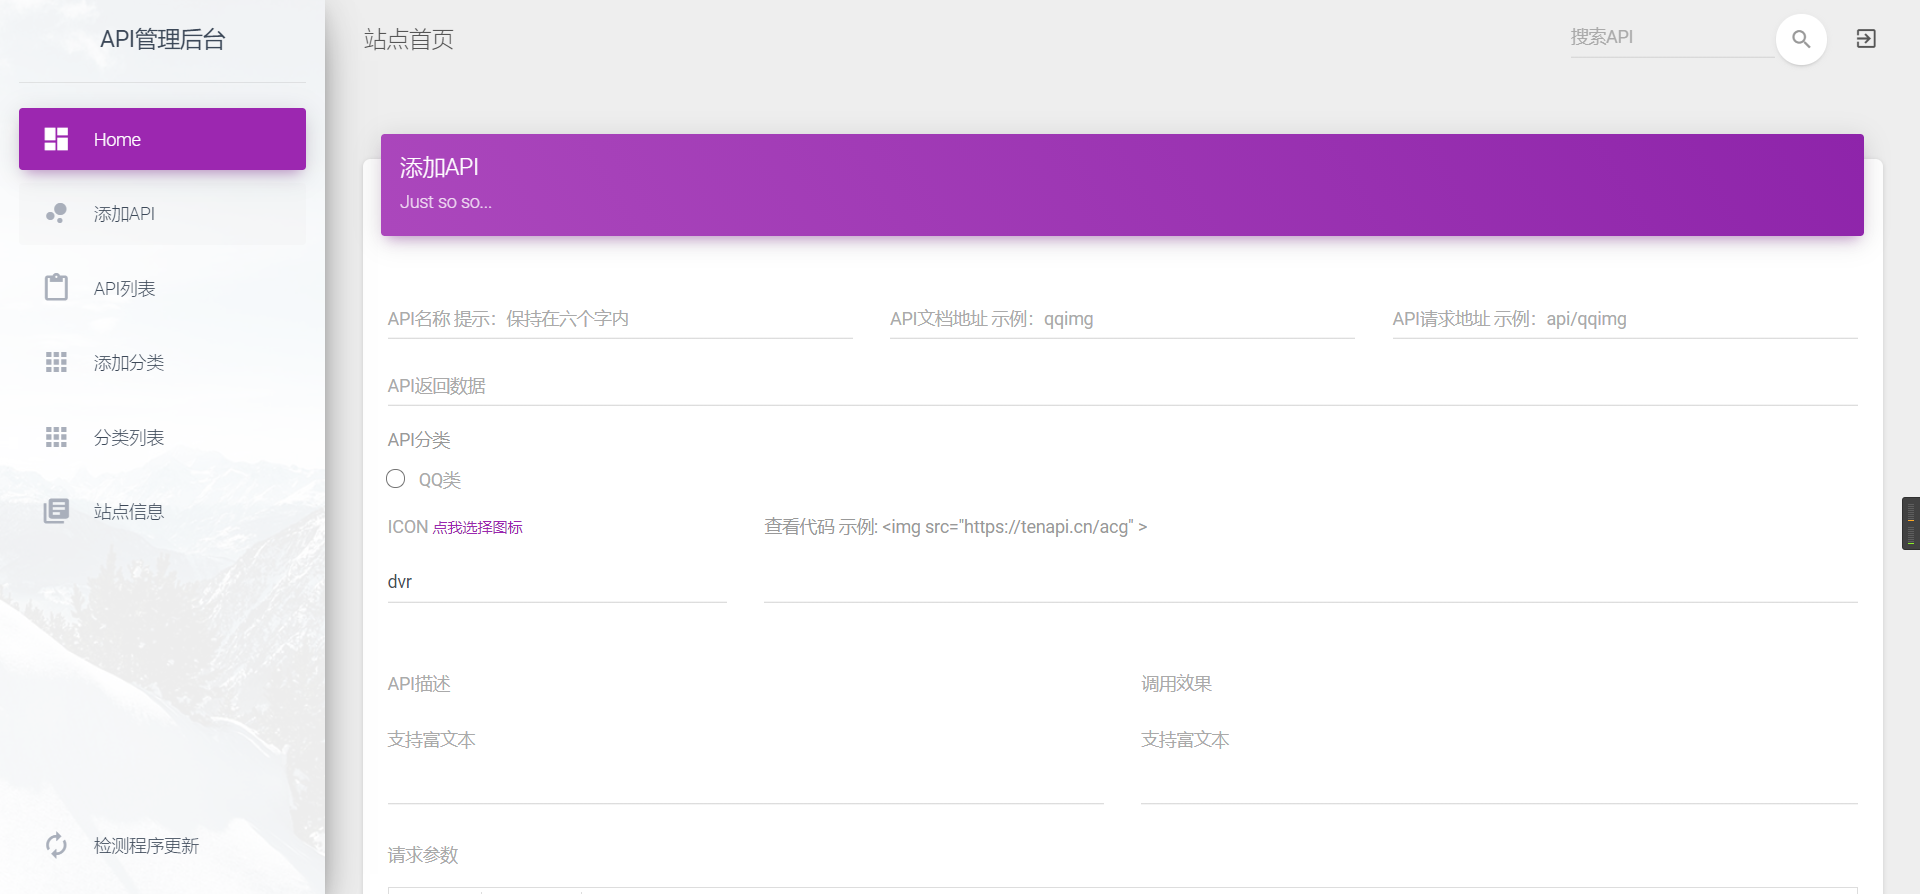 API管理后台
Home
添加API
API列表
添加分类
分类列表
站点信息
检测程序更新
站点首页
搜索API
添加API
Just so so...
API名称 提示：保持在六个字内
API文档地址 示例：qqimg
API请求地址 示例：api/qqimg
API返回数据
API分类
QQ类
ICON 点我选择图标
查看代码 示例: <img src="https://tenapi.cn/acg" >
dvr
API描述
调用效果
支持富文本
支持富文本
请求参数